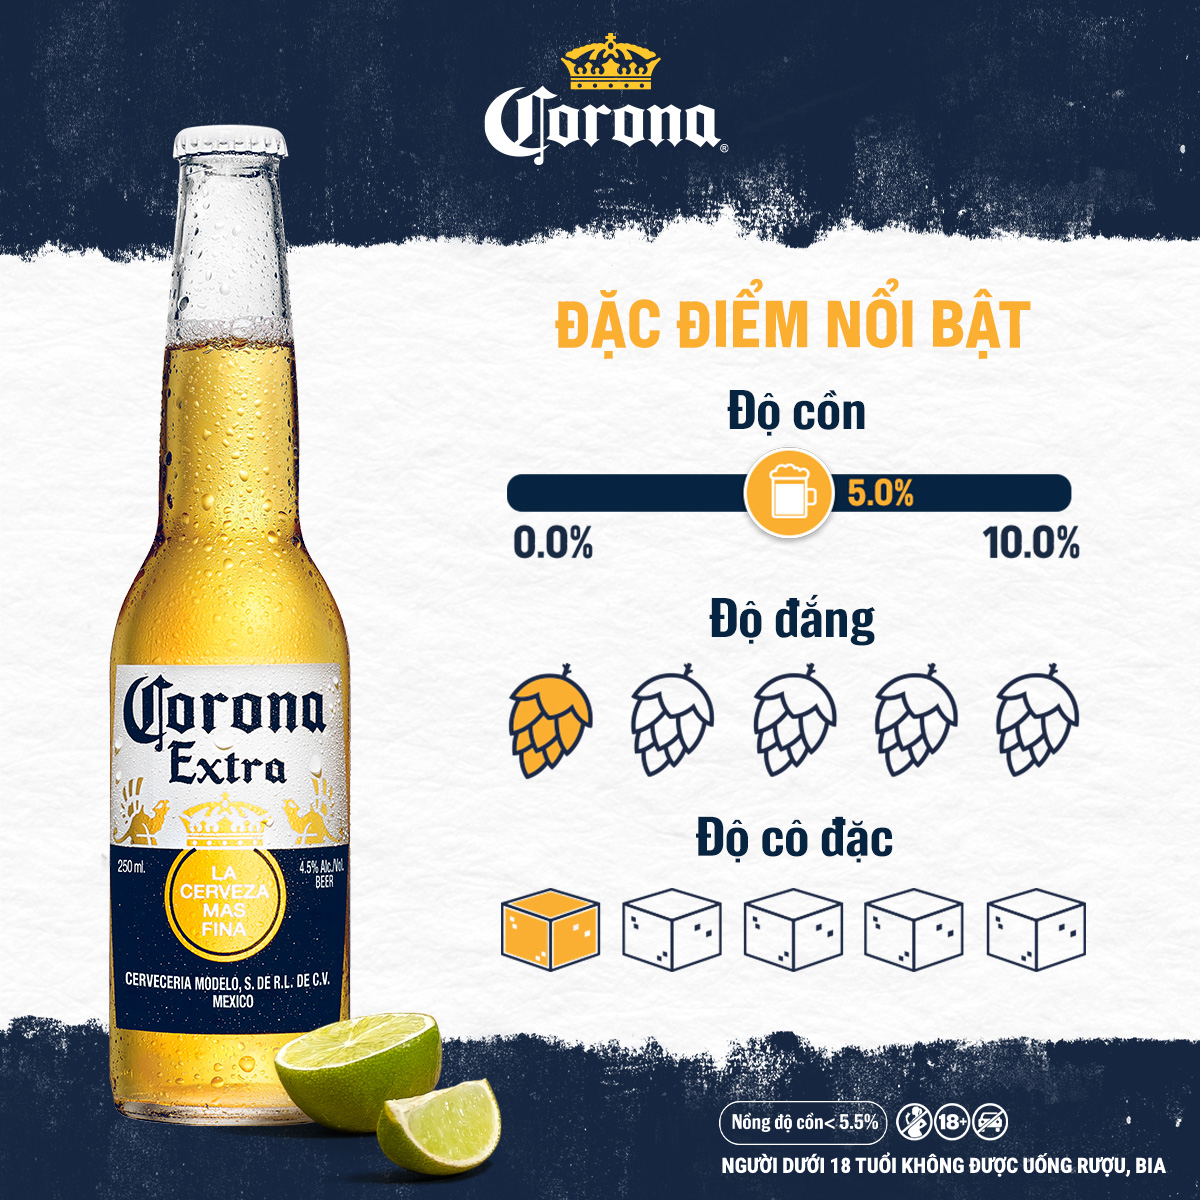 Corona®
ĐẶC ĐIỂM NỔI BẬT
Độ cồn
5.0%
0.0%
10.0%
Độ đắng
Độ cô đặc
Corona
Extra
250 ml.
4.5% Alc./Vol.
BEER
LA
CERVEZA
MAS
FINA
CERVECERIA MODELO, S. DE R.L. DE C.V.
MEXICO
Nồng độ cồn< 5.5%
18+
NGƯỜI DƯỚI 18 TUỔI KHÔNG ĐƯỢC UỐNG RƯỢU, BIA